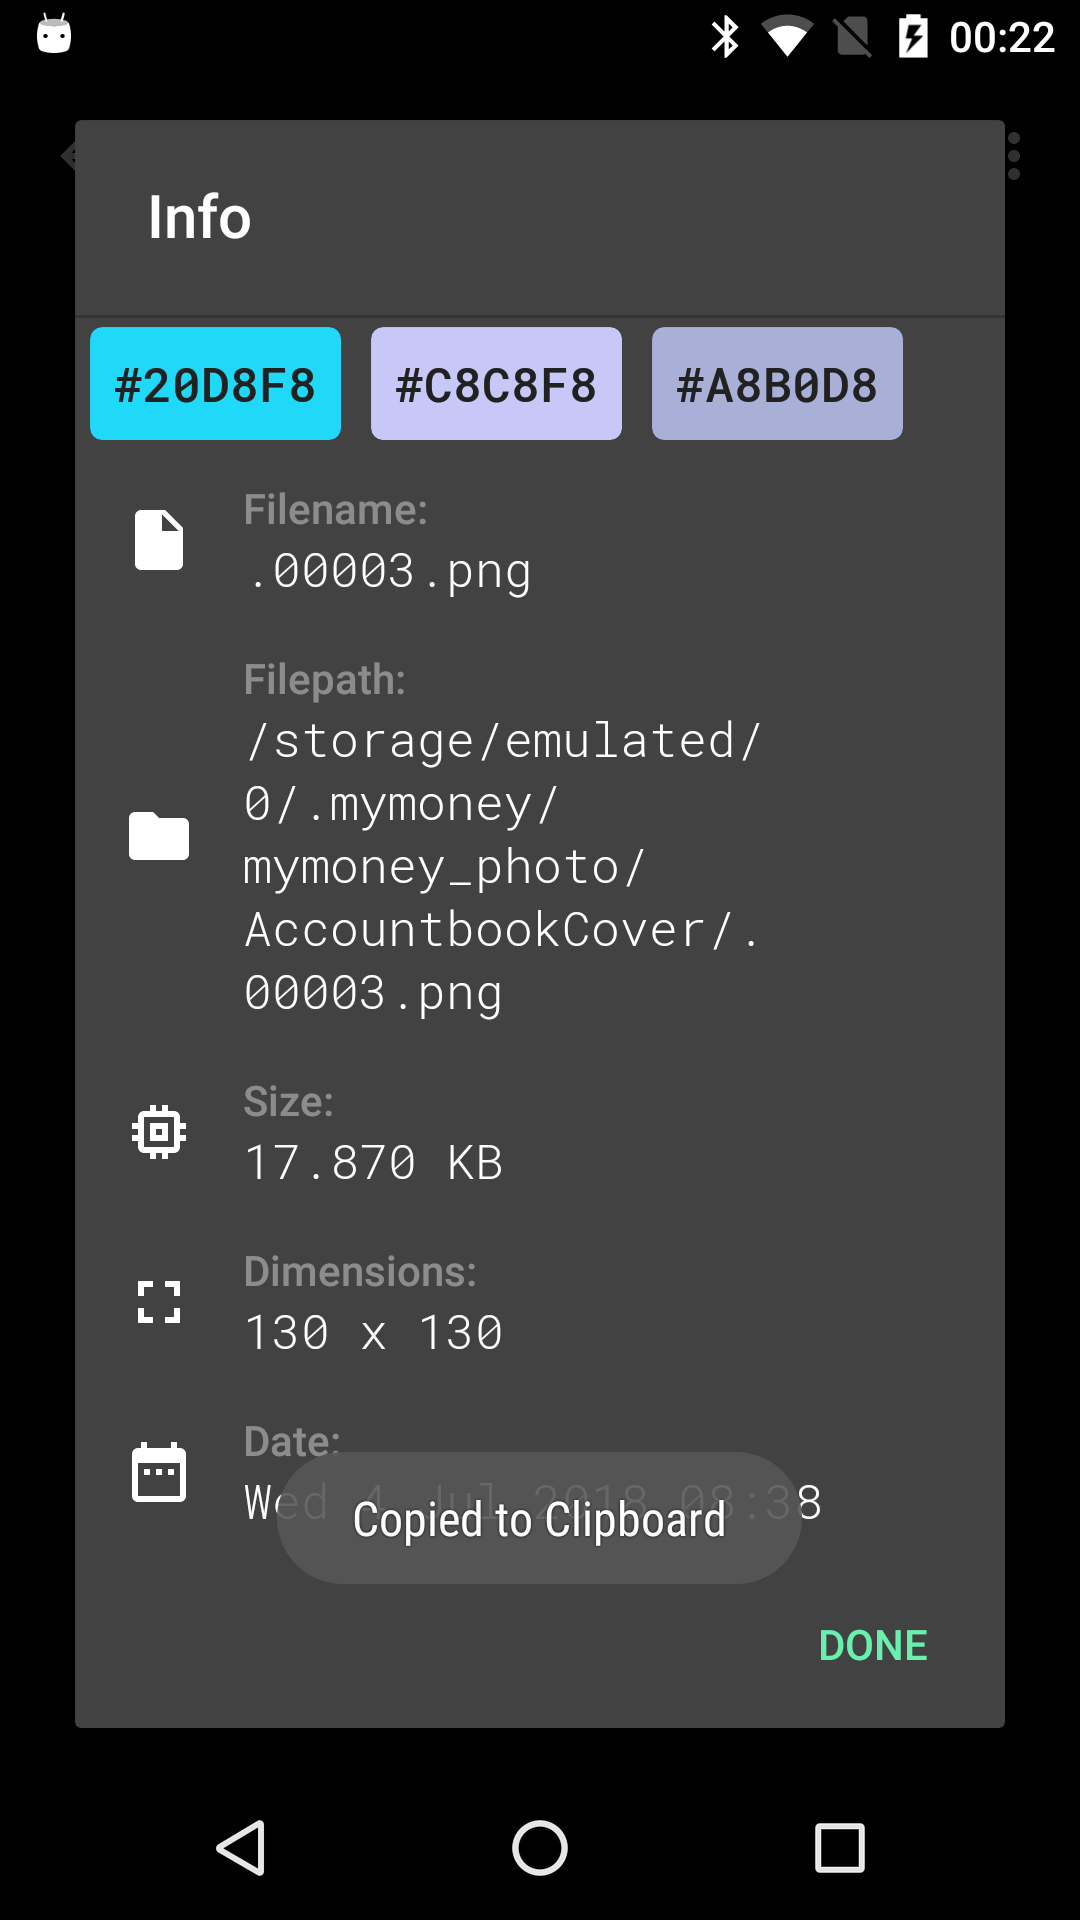 00:22
Info
#20D8F8 #C8C8F8 #A8B0D8
Filename:
.00003.png
Filepath:
/storage/emulated/
0/.mymoney/
mymoney_photo/
AccountbookCover/.
00003.png
Size:
17.870 KB
Dimensions:
130 x 130
Date:
Wed 4 Jul 2018 08:38
Copied to Clipboard
DONE